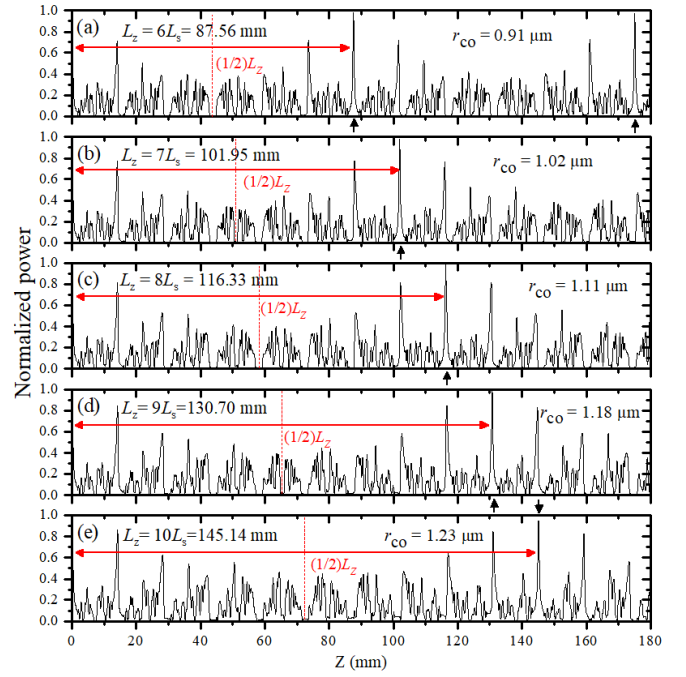 Normalized power
1.0
(a)
L_z = 6L_s = 87.56 mm
r_co = 0.91 μm
0.8
0.6
(1/2)L_Z
0.4
0.2
0.0
1.0
(b)
L_z = 7L_s = 101.95 mm
r_co = 1.02 μm
0.8
0.6
(1/2)L_Z
0.4
0.2
0.0
1.0
(c)
L_z = 8L_s = 116.33 mm
r_co = 1.11 μm
0.8
0.6
(1/2)L_Z
0.4
0.2
0.0
1.0
(d)
L_z = 9L_s=130.70 mm
r_co = 1.18 μm
0.8
0.6
(1/2)L_Z
0.4
0.2
0.0
1.0
(e)
L_z = 10L_s=145.14 mm
r_co = 1.23 μm
0.8
0.6
(1/2)L_Z
0.4
0.2
0.0
0 20 40 60 80 100 120 140 160 180
Z (mm)